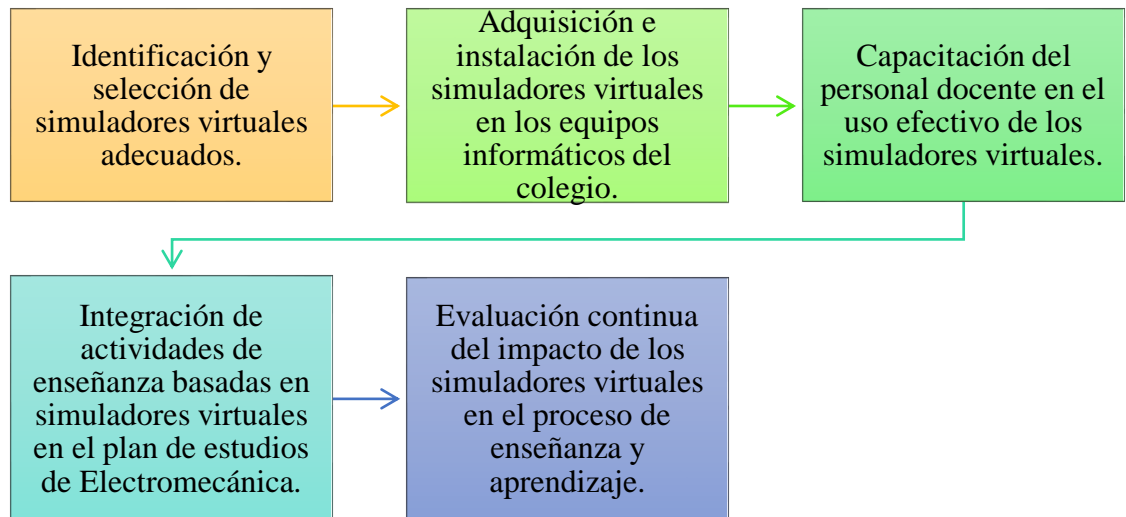 Identificación y
selección de
simuladores virtuales
adecuados.
Adquisición e
instalación de los
simuladores virtuales
en los equipos
informáticos del
colegio.
Capacitación del
personal docente en el
uso efectivo de los
simuladores virtuales.
Integración de
actividades de
enseñanza basadas en
simuladores virtuales
en el plan de estudios
de Electromecánica.
Evaluación continua
del impacto de los
simuladores virtuales
en el proceso de
enseñanza y
aprendizaje.